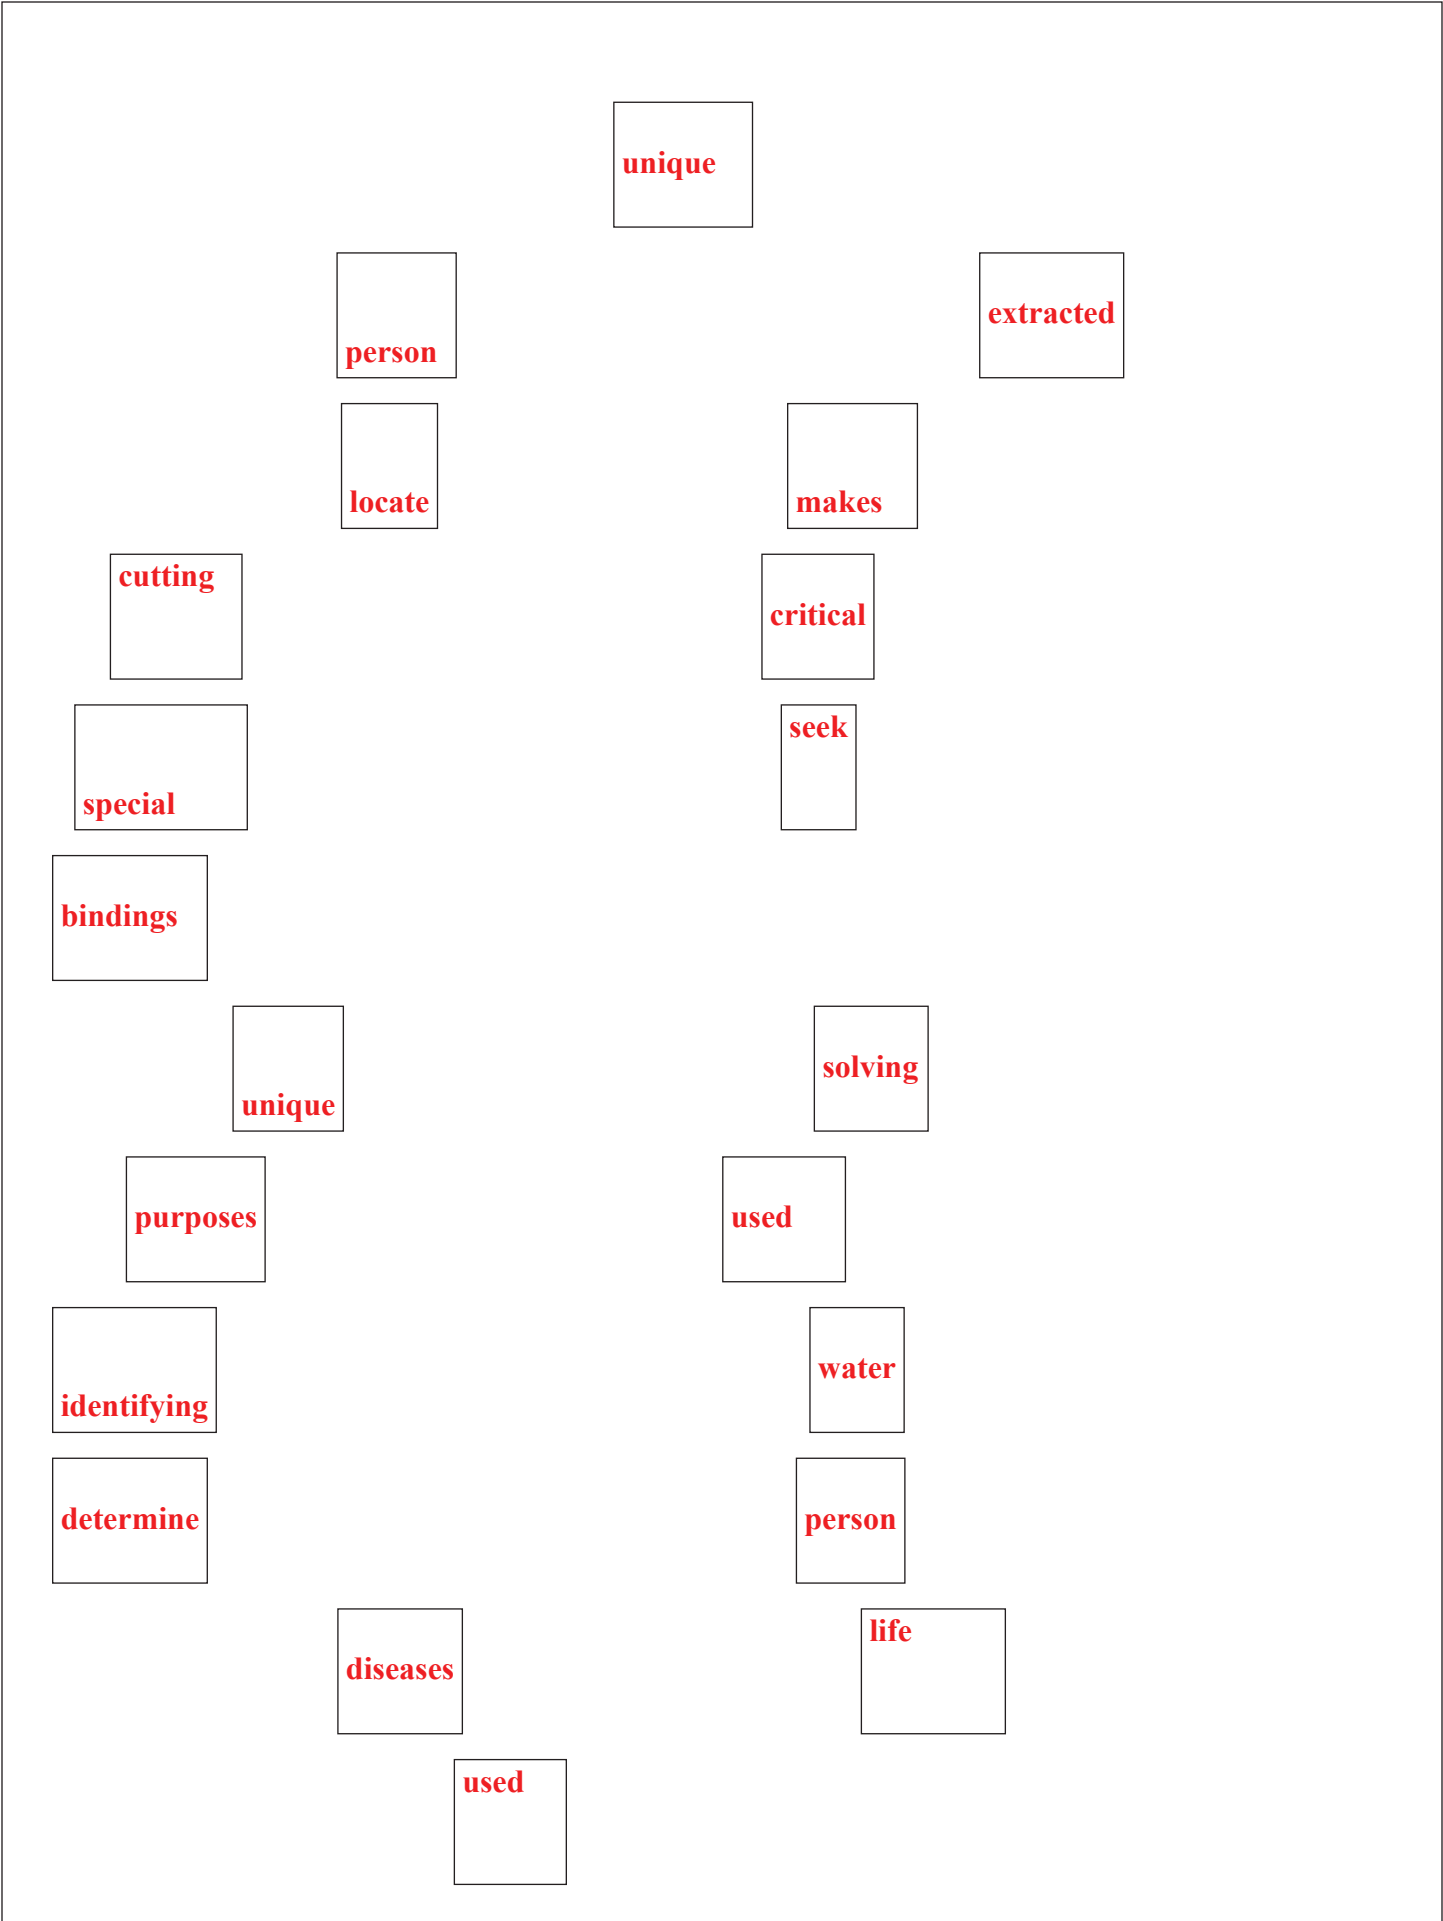 unique
person
extracted
locate
makes
cutting
critical
special
seek
bindings
unique
solving
purposes
used
identifying
water
determine
person
diseases
life
used